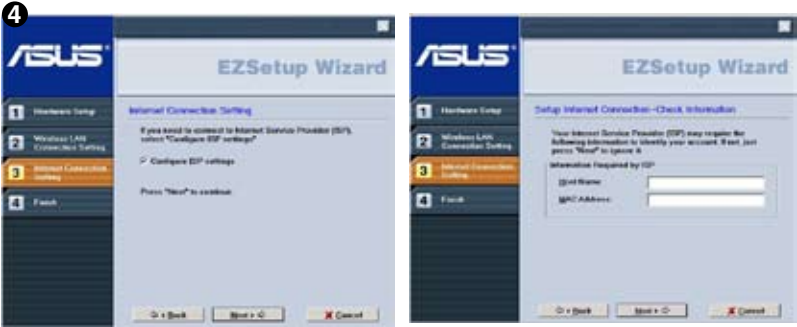 4
ASUS
EZSetup Wizard
1 Hardware Setup
2 Wireless LAN
Connection Setting
3 Internet Connection
Setting
4 Finish
Internet Connection Setting
If you need to connect to Internet Service Provider (ISP),
select "Configure ISP settings"
Configure ISP settings
Press "Next" to continue.
< Back
Next >
Cancel
ASUS
EZSetup Wizard
1 Hardware Setup
2 Wireless LAN
Connection Setting
3 Internet Connection
Setting
4 Finish
Setup Internet Connection-Check Information
Your Internet Service Provider (ISP) may require the
following information to identify your account. If not, just
press "Next" to ignore it
Information Required by ISP
Host Name:
MAC Address:
< Back
Next >
Cancel